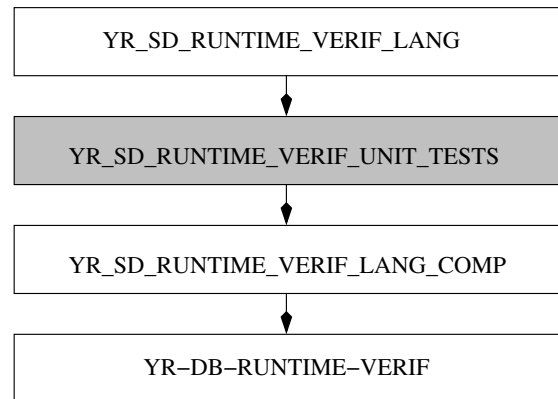 YR_SD_RUNTIME_VERIF_LANG
YR_SD_RUNTIME_VERIF_UNIT_TESTS
YR_SD_RUNTIME_VERIF_LANG_COMP
YR−DB−RUNTIME−VERIF